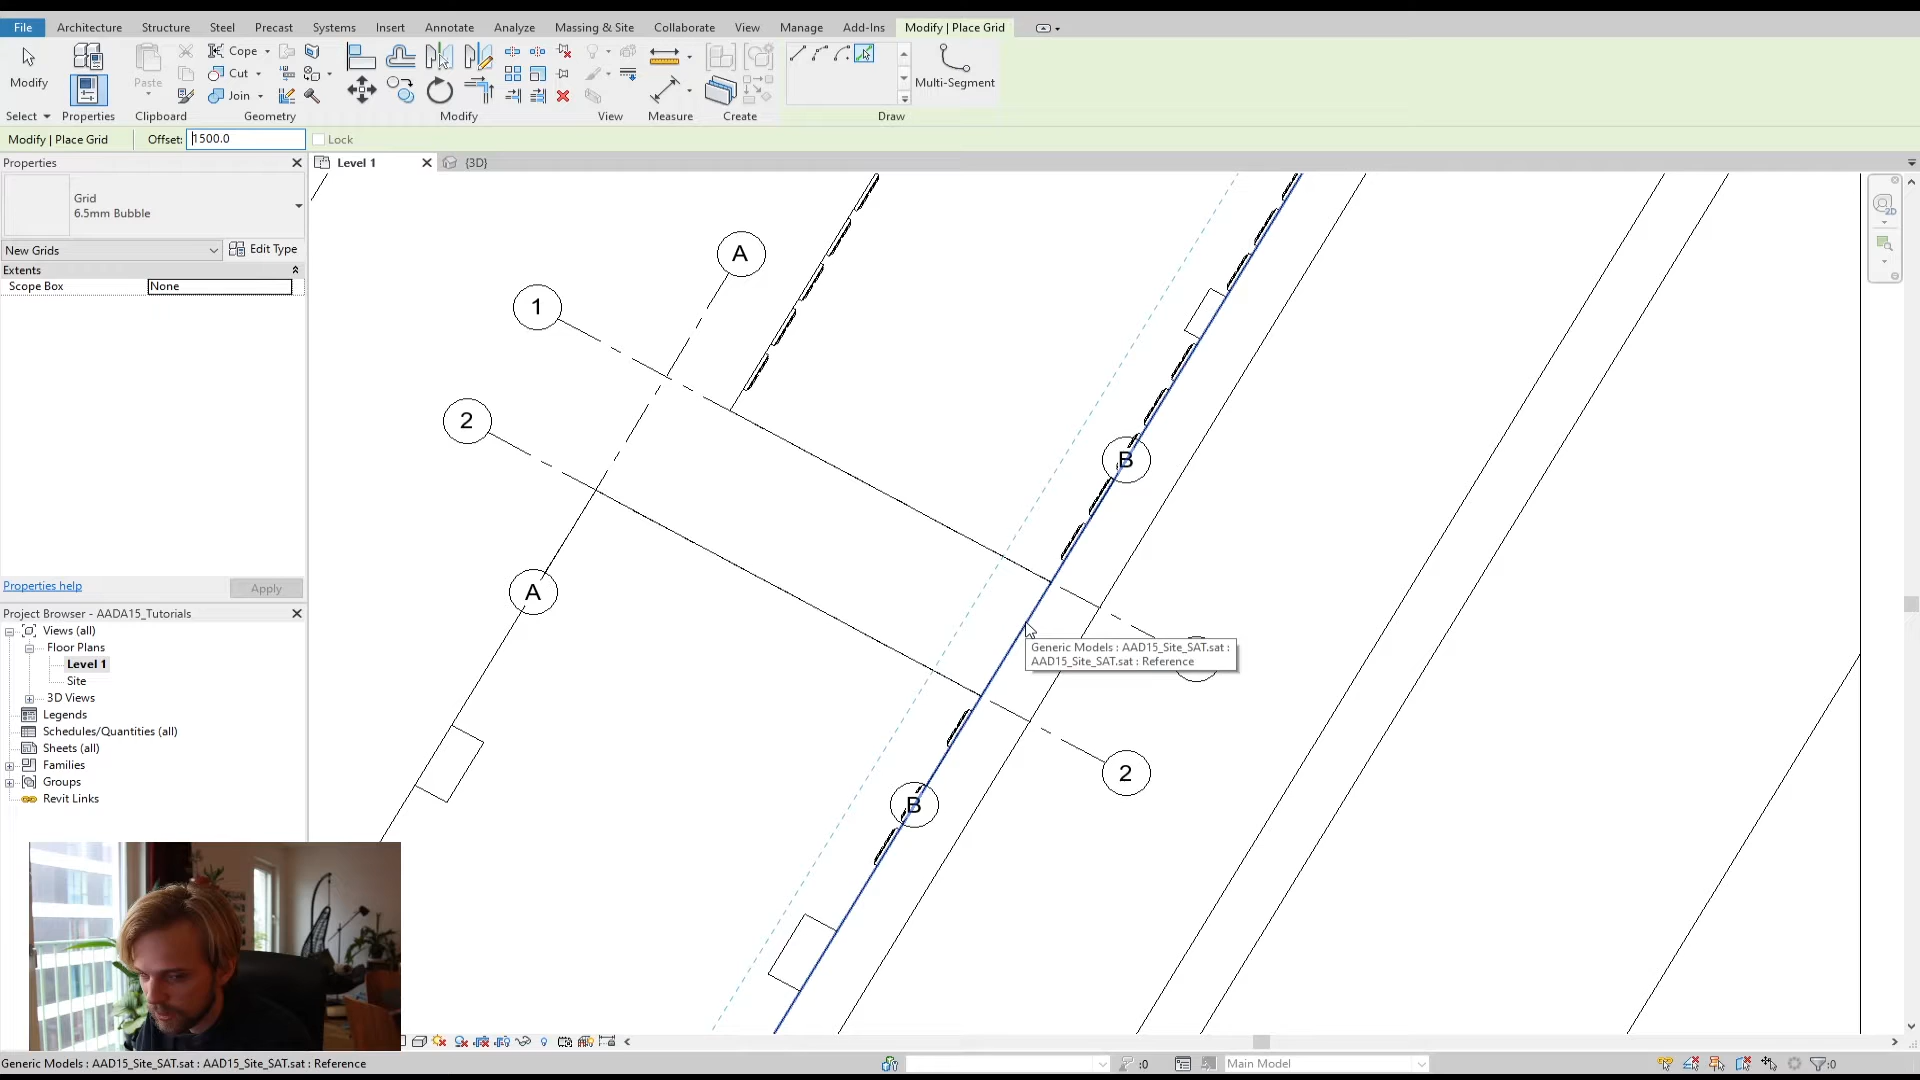 File Architecture Structure Steel Precast Systems Insert Annotate Analyze Massing & Site Collaborate View Manage Add-Ins Modify | Place Grid
Modify Paste Cope Cut Join Multi-Segment
Select Properties Clipboard Geometry Modify View Measure Create Draw
Modify | Place Grid Offset: 1500.0 Lock
Properties
Level 1 {3D}
Grid
6.5mm Bubble
New Grids Edit Type
Extents
Scope Box None
Properties help Apply
Project Browser - AADA15_Tutorials
Views (all)
Floor Plans
Level 1
Site
3D Views
Legends
Schedules/Quantities (all)
Sheets (all)
Families
Groups
Revit Links
A
1
2
B
A
B
2
Generic Models : AAD15_Site_SAT.sat :
AAD15_Site_SAT.sat : Reference
2D
Generic Models : AAD15_Site_SAT.sat : AAD15_Site_SAT.sat : Reference :0 Main Model :0